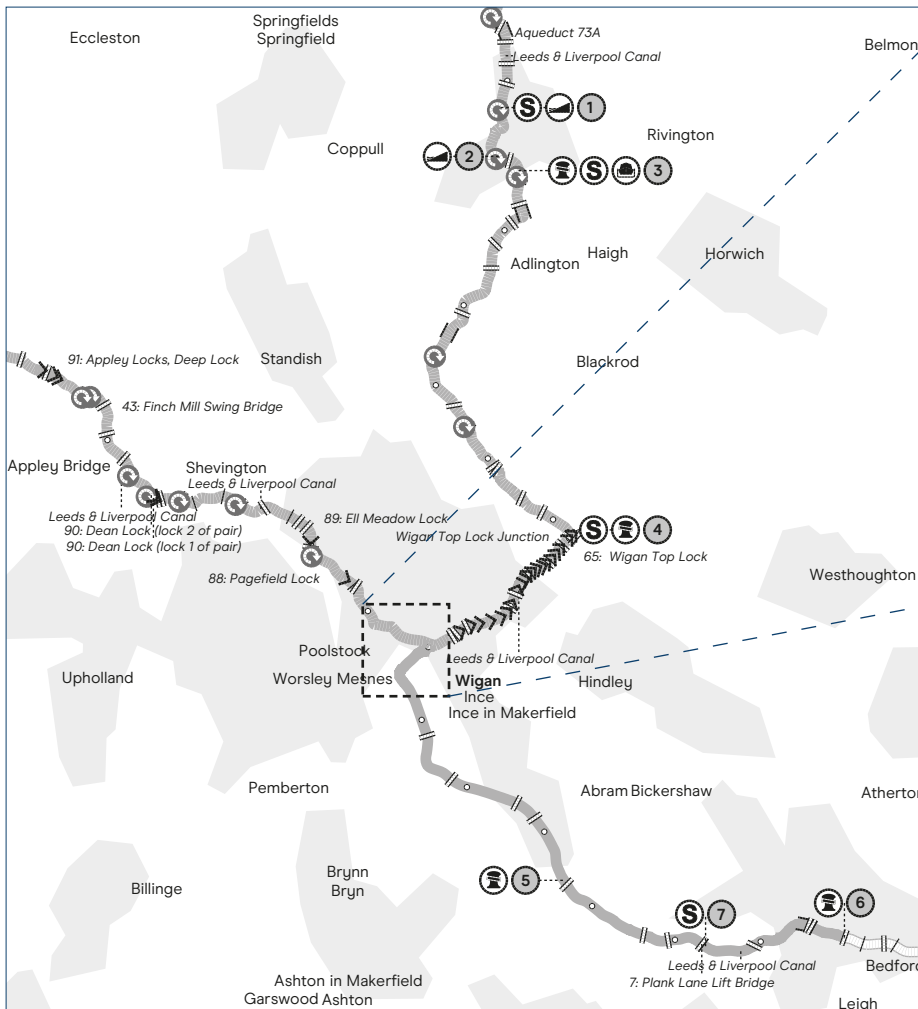 Springfields
Springfield
Eccleston
Aqueduct 73A
Leeds & Liverpool Canal
Belmon
S
1
Coppull
2
Rivington
S
3
Adlington
Haigh
Horwich
Standish
Blackrod
91: Appley Locks, Deep Lock
43: Finch Mill Swing Bridge
Appley Bridge
Shevington
Leeds & Liverpool Canal
Leeds & Liverpool Canal
90: Dean Lock (lock 2 of pair)
90: Dean Lock (lock 1 of pair)
89: Ell Meadow Lock
Wigan Top Lock Junction
S
4
65: Wigan Top Lock
88: Pagefield Lock
Westhoughton
Poolstock
Leeds & Liverpool Canal
Upholland
Worsley Mesnes
Wigan
Ince
Ince in Makerfield
Hindley
Pemberton
Abram
Bickershaw
Atherton
Billinge
Brynn
Bryn
5
S
7
6
Leeds & Liverpool Canal
7: Plank Lane Lift Bridge
Bedford
Ashton in Makerfield
Garswood
Ashton
Leigh